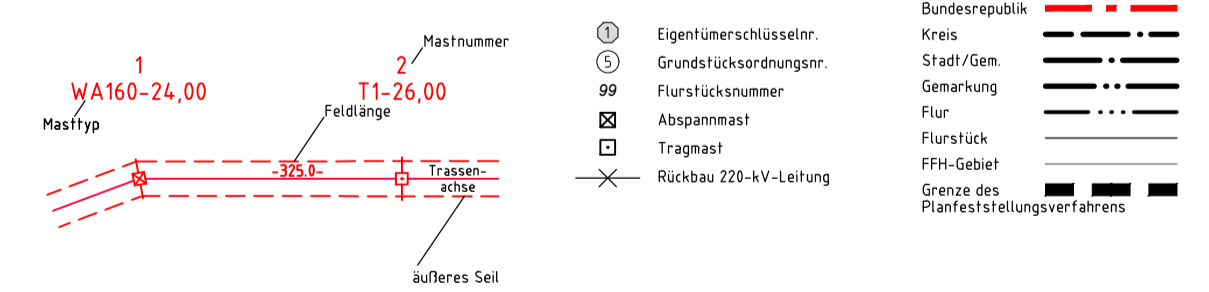 Mastnummer
1
2
WA160-24,00
T1-26,00
Masttyp
Feldlänge
-325.0-
Trassen-
achse
äußeres Seil
1 Eigentümerschlüsselnr.
5 Grundstücksordnungsnr.
99 Flurstücksnummer
Abspannmast
Tragmast
Rückbau 220-kV-Leitung
Bundesrepublik
Kreis
Stadt/Gem.
Gemarkung
Flur
Flurstück
FFH-Gebiet
Grenze des
Planfeststellungsverfahrens